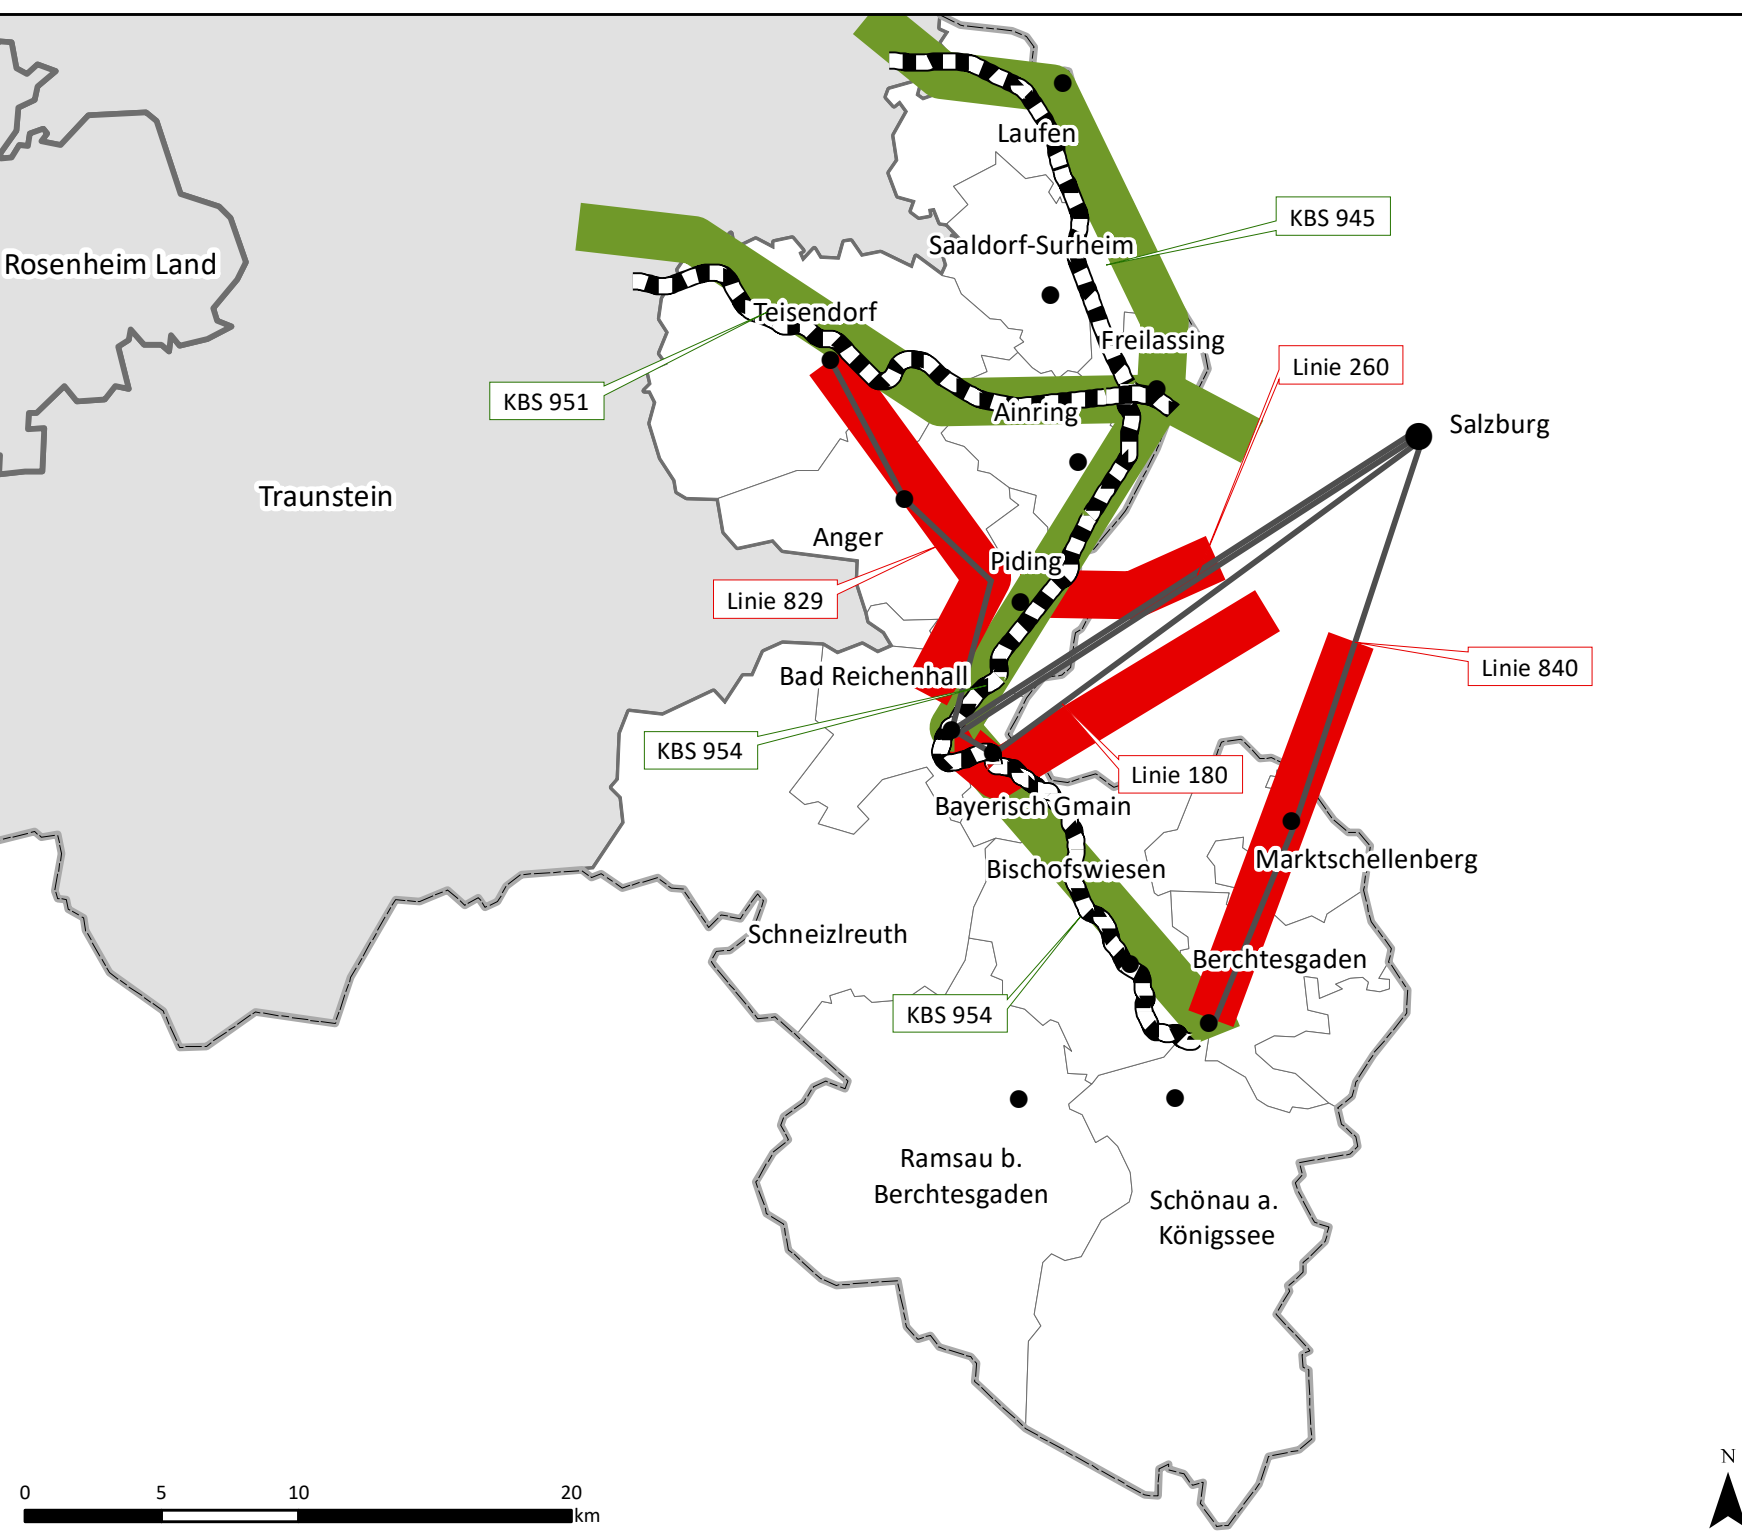 Laufen
KBS 945
Saaldorf-Surheim
Rosenheim Land
Teisendorf
Freilassing
Linie 260
KBS 951
Ainring
Salzburg
Traunstein
Anger
Piding
Linie 829
Bad Reichenhall
Linie 840
KBS 954
Linie 180
Bayerisch Gmain
Marktschellenberg
Bischofswiesen
Schneizlreuth
Berchtesgaden
KBS 954
Ramsau b.
Berchtesgaden
Schönau a.
Königssee
N
0 5 10 20
km